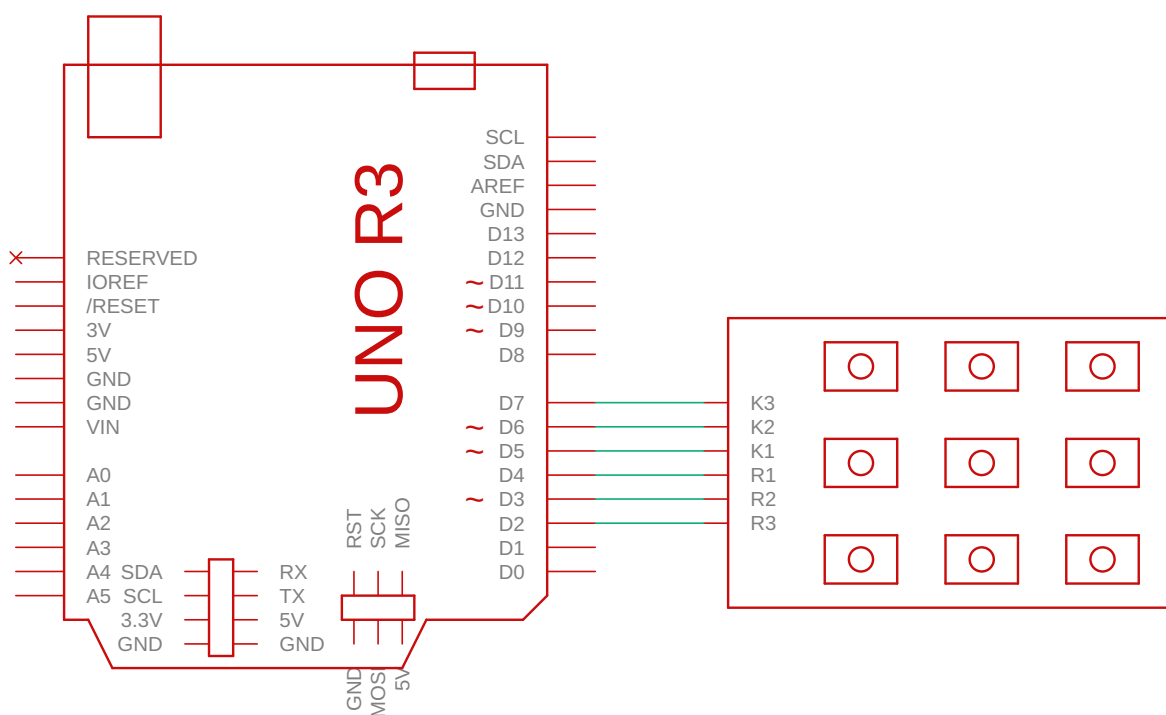 SCL
SDA
AREF
GND
D13
RESERVED
D12
IOREF
~ D11
/RESET
~ D10
3V
~ D9
5V
D8
GND
GND
D7
K3
VIN
~ D6
K2
~ D5
K1
A0
D4
R1
A1
~ D3
R2
A2
D2
R3
A3
D1
A4 SDA
RX
D0
A5 SCL
TX
3.3V
5V
GND
GND
UNO R3
RST
SCK
MISO
GND
MOSI
5V